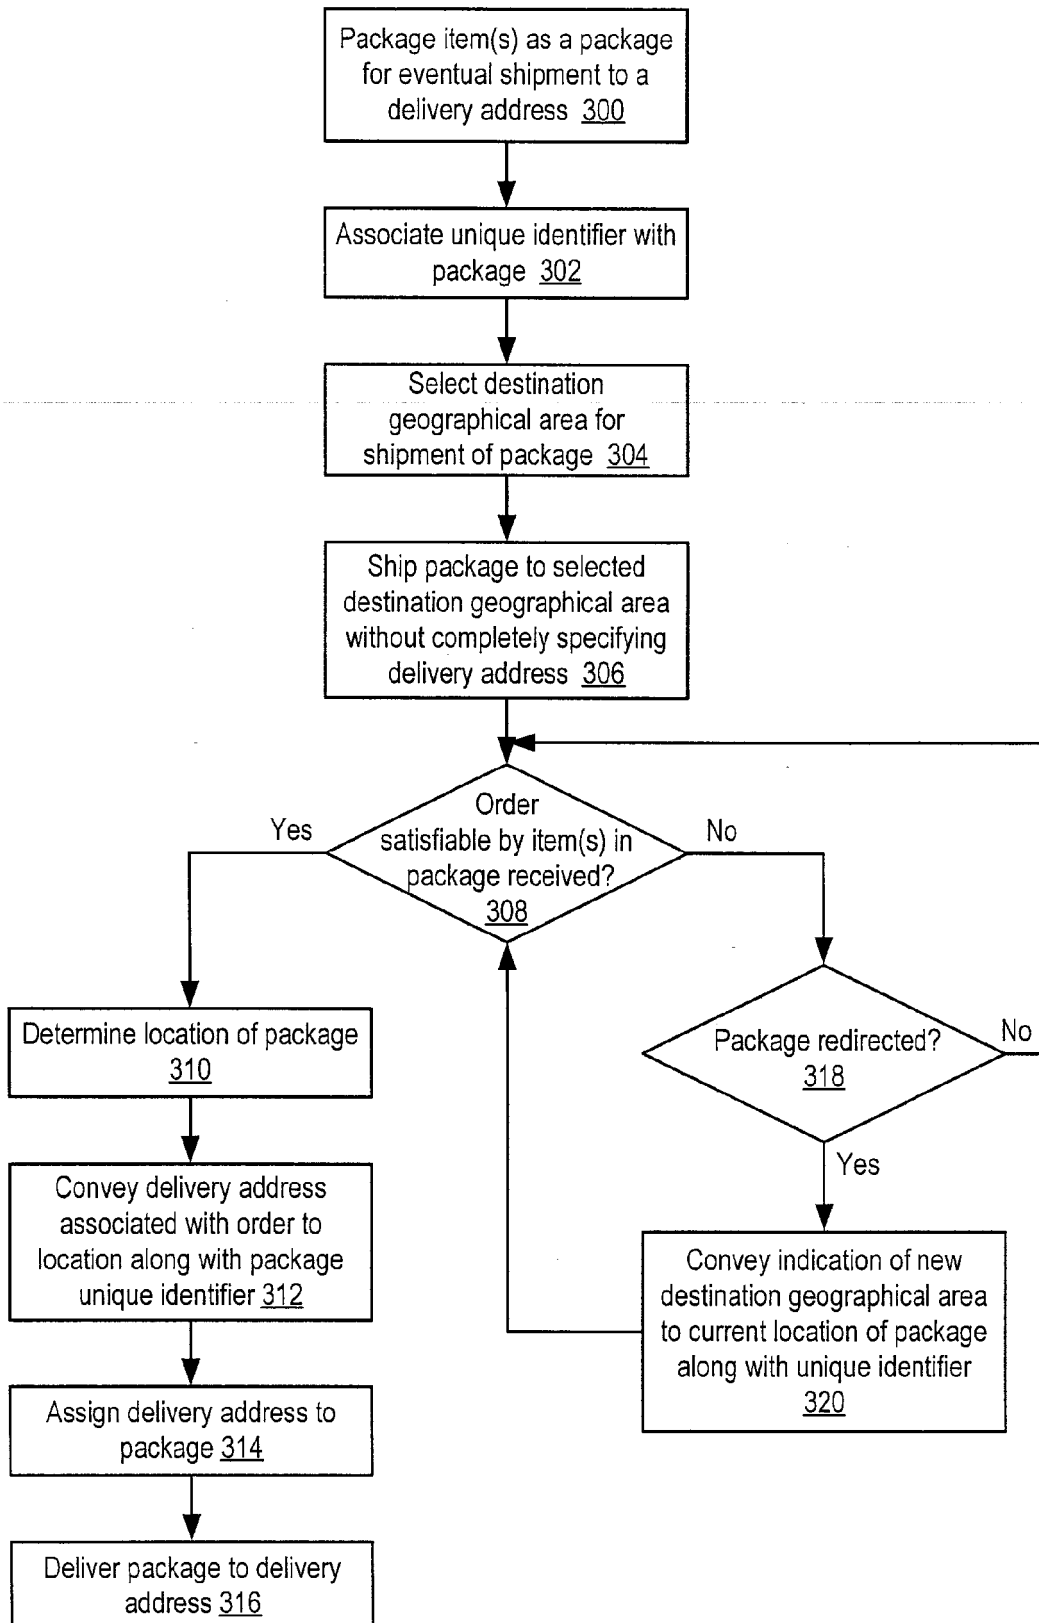 Package item(s) as a package
for eventual shipment to a
delivery address 300
Associate unique identifier with
package 302
Select destination
geographical area for
shipment of package 304
Ship package to selected
destination geographical area
without completely specifying
delivery address 306
Order
satisfiable by item(s) in
package received?
308
Yes
No
Determine location of package
310
Package redirected?
318
No
Yes
Convey delivery address
associated with order to
location along with package
unique identifier 312
Convey indication of new
destination geographical area
to current location of package
along with unique identifier
320
Assign delivery address to
package 314
Deliver package to delivery
address 316